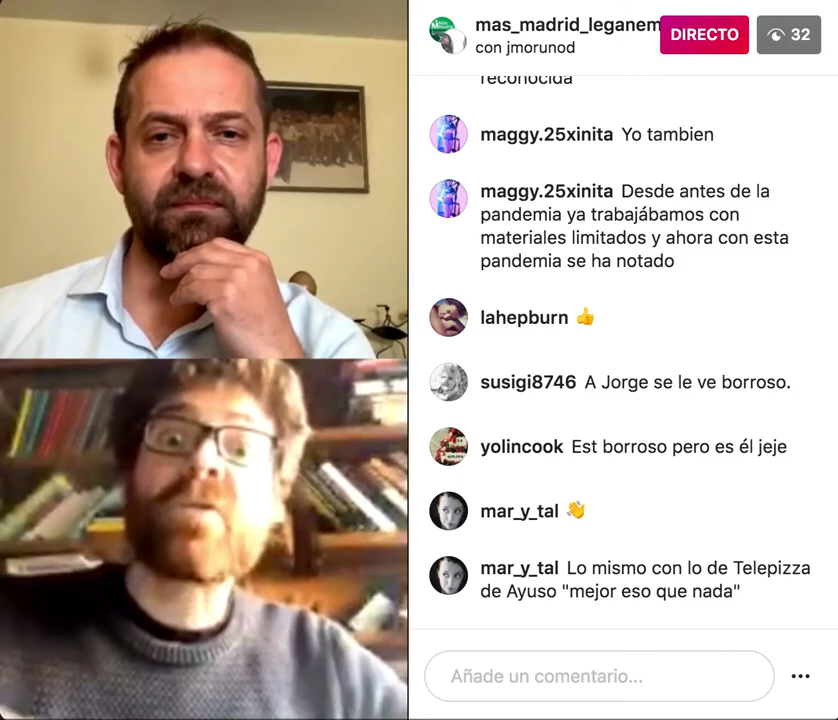 mas_madrid_leganem
con jmorunod
DIRECTO
32
reconocida
maggy.25xinita Yo tambien
maggy.25xinita Desde antes de la
pandemia ya trabajábamos con
materiales limitados y ahora con esta
pandemia se ha notado
lahepburn 👍
susigi8746 A Jorge se le ve borroso.
yolincook Est borroso pero es él jeje
mar_y_tal 👋
mar_y_tal Lo mismo con lo de Telepizza
de Ayuso "mejor eso que nada"
Añade un comentario...